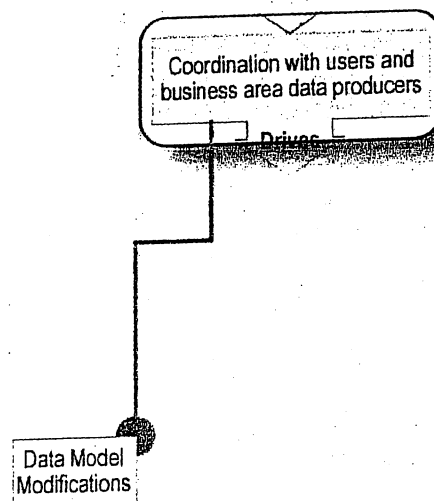 Coordination with users and
business area data producers
Drives
Data Model
Modifications